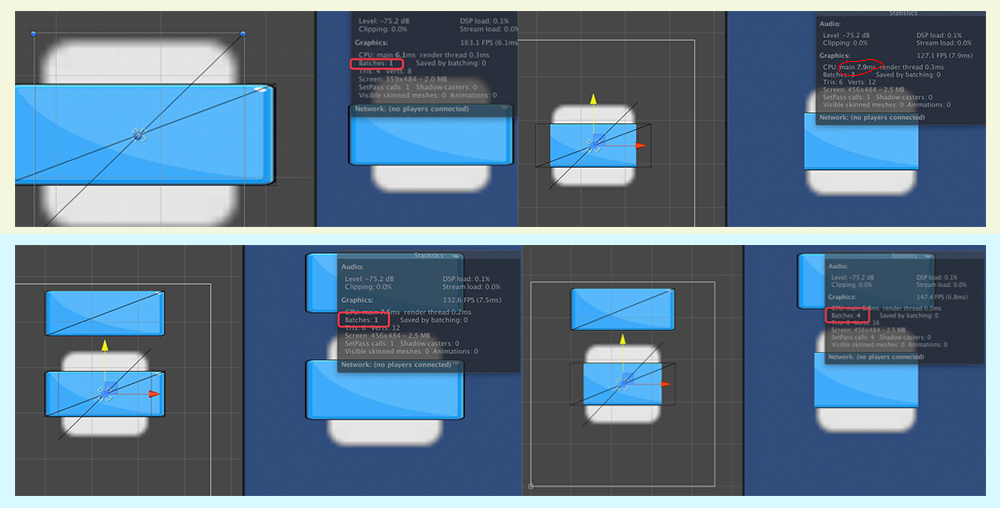 Level: -75.2 dB DSP load: 0.1%
Clipping: 0.0% Stream load: 0.0%
Graphics: 163.1 FPS (6.1ms
CPU: main 6.1ms render thread 0.3ms
Batches: 1 Saved by batching: 0
Tris: 4 Verts: 8
Screen: 359x484 – 2.0 MB
SetPass calls: 1 Shadow casters: 0
Visible skinned meshes: 0 Animations: 0
Network: (no players connected)
Statistics
Audio:
Level: -75.2 dB DSP load: 0.1%
Clipping: 0.0% Stream load: 0.0%
Graphics: 127.1 FPS (7.9ms)
CPU: main 7.9ms render thread 0.3ms
Batches: 3 Saved by batching: 0
Tris: 6 Verts: 12
Screen: 456x484 – 2.5 MB
SetPass calls: 3 Shadow casters: 0
Visible skinned meshes: 0 Animations: 0
Network: (no players connected)
Statistics
Audio:
Level: -75.2 dB DSP load: 0.1%
Clipping: 0.0% Stream load: 0.0%
Graphics: 132.6 FPS (7.5ms)
CPU: main 7.5ms render thread 0.2ms
Batches: 1 Saved by batching: 0
Tris: 6 Verts: 12
Screen: 456x484 – 2.5 MB
SetPass calls: 1 Shadow casters: 0
Visible skinned meshes: 0 Animations: 0
Network: (no players connected)
Statistics
Audio:
Level: -75.2 dB DSP load: 0.1%
Clipping: 0.0% Stream load: 0.0%
Graphics: 147.4 FPS (6.8ms)
CPU: main render thread 0.3ms
Batches: 4 Saved by batching: 0
Tris: 8 Verts: 16
Screen: 456x484 – 2.5 MB
SetPass calls: 4 Shadow casters: 0
Visible skinned meshes: 0 Animations: 0
Network: (no players connected)